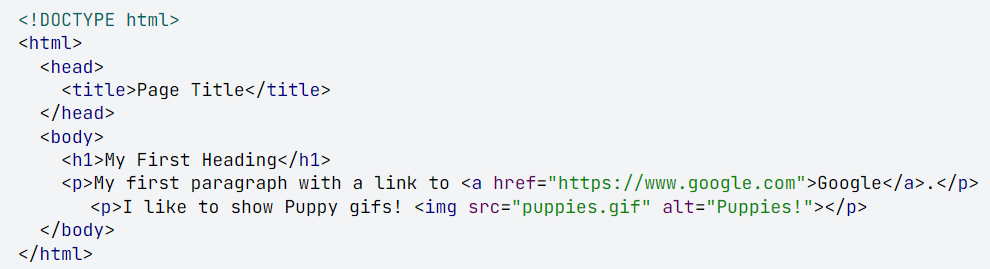 <!DOCTYPE html>
<html>
  <head>
    <title>Page Title</title>
  </head>
  <body>
    <h1>My First Heading</h1>
    <p>My first paragraph with a link to <a href="https://www.google.com">Google</a>.</p>
       <p>I like to show Puppy gifs! <img src="puppies.gif" alt="Puppies!"></p>
  </body>
</html>